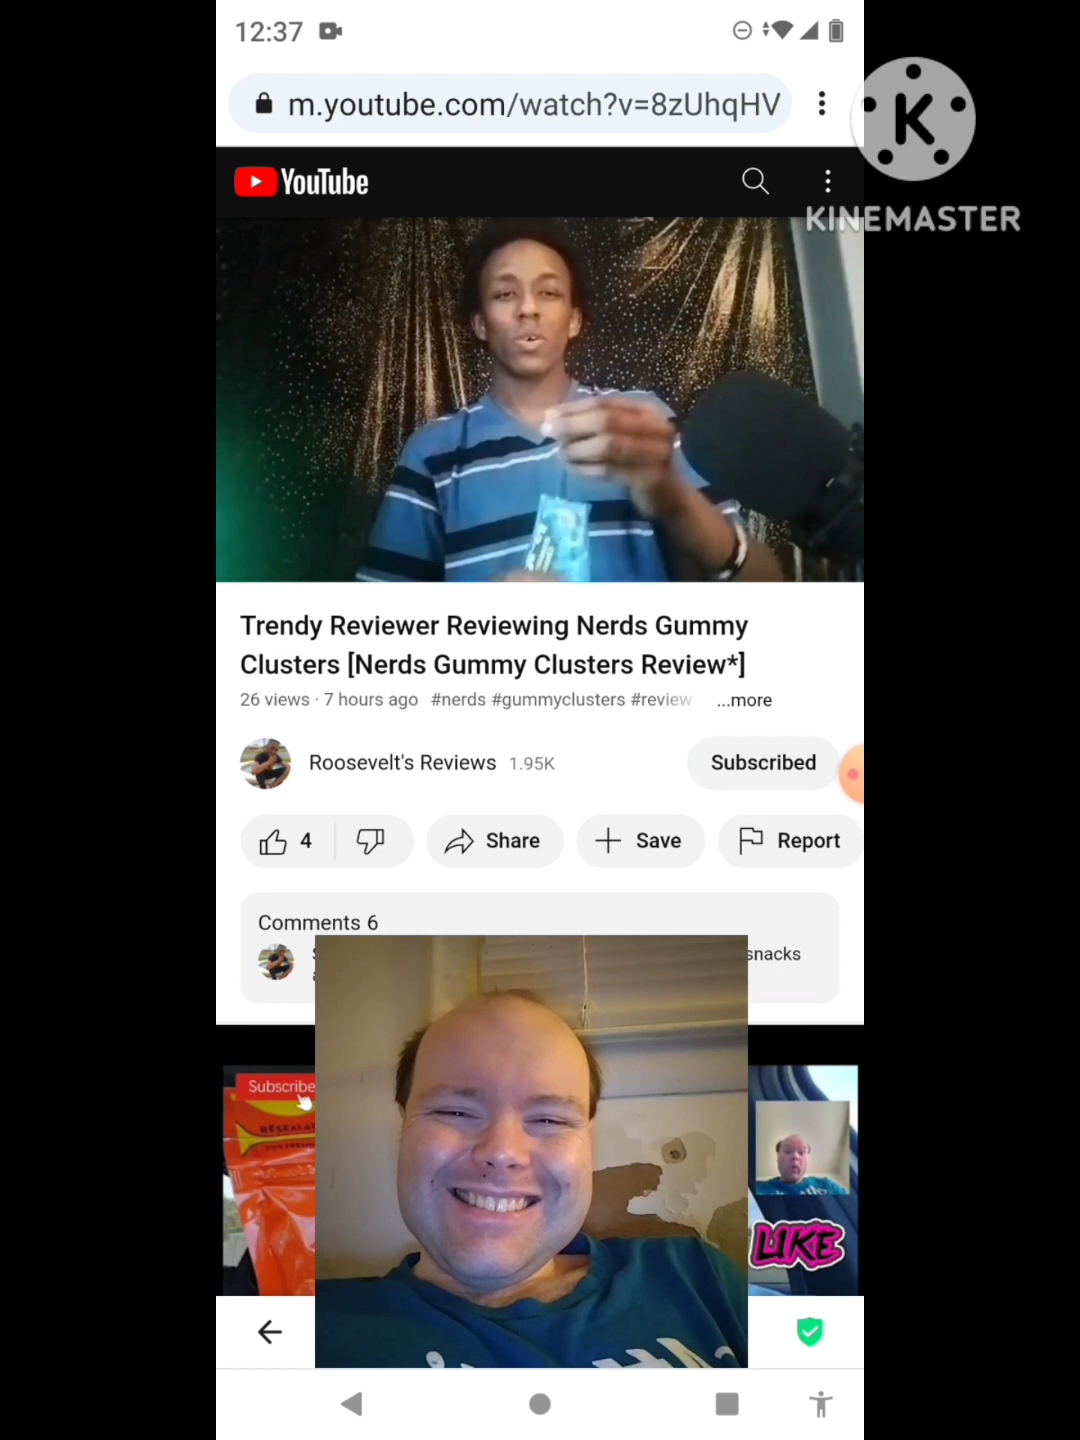 12:37
m.youtube.com/watch?v=8zUhqHV
K
KINEMASTER
YouTube
Trendy Reviewer Reviewing Nerds Gummy
Clusters [Nerds Gummy Clusters Review*]
26 views · 7 hours ago #nerds #gummyclusters #review ...more
Roosevelt's Reviews 1.95K
Subscribed
4
Share
Save
Report
Comments 6
snacks
Subscribe
LIKE